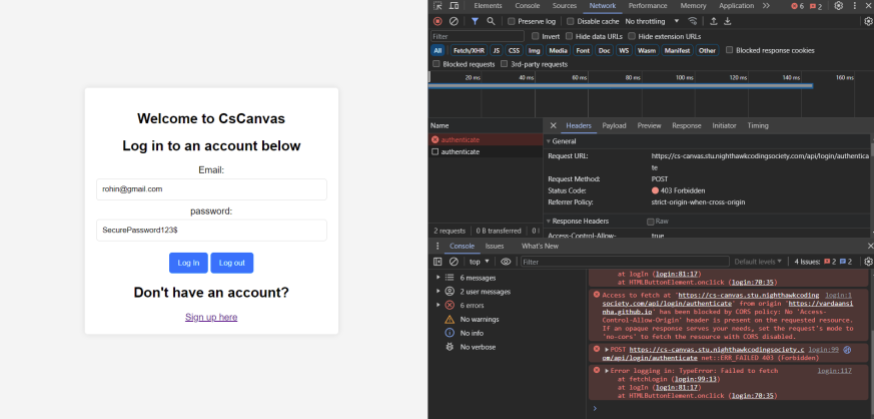 Welcome to CsCanvas
Log in to an account below
Email:
rohin@gmail.com
password:
SecurePassword123$
Log In Log out
Don't have an account?
Sign up here
Elements Console Sources Network Performance Memory Application » 6 2
Preserve log Disable cache No throttling
Filter Invert Hide data URLs Hide extension URLs
All Fetch/XHR JS CSS Img Media Font Doc WS Wasm Manifest Other Blocked response cookies
Blocked requests 3rd-party requests
20 ms 40 ms 60 ms 80 ms 100 ms 120 ms 140 ms 160 ms
Name
authenticate
authenticate
2 requests 0 B transferred 0
Headers Payload Preview Response Initiator Timing
General
Request URL: https://cs-canvas.stu.nighthawkcodingsociety.com/api/login/authentica
te
Request Method: POST
Status Code: 403 Forbidden
Referrer Policy: strict-origin-when-cross-origin
Response Headers Raw
Access-Control-Allow- true
Console Issues What's New
top Filter Default levels 4 Issues: 2 2
6 messages
2 user messages
6 errors
No warnings
No info
No verbose
at logIn (login:81:17)
at HTMLButtonElement.onclick (login:70:35)
Access to fetch at 'https://cs-canvas.stu.nighthawkcoding login:1
society.com/api/login/authenticate' from origin 'https://vardaansi
nha.github.io' has been blocked by CORS policy: No 'Access-
Control-Allow-Origin' header is present on the requested resource.
If an opaque response serves your needs, set the request's mode to
'no-cors' to fetch the resource with CORS disabled.
POST https://cs-canvas.stu.nighthawkcodingsociety.c login:99
om/api/login/authenticate net::ERR_FAILED 403 (Forbidden)
Error logging in: TypeError: Failed to fetch login:117
at fetchLogin (login:99:13)
at logIn (login:81:17)
at HTMLButtonElement.onclick (login:70:35)